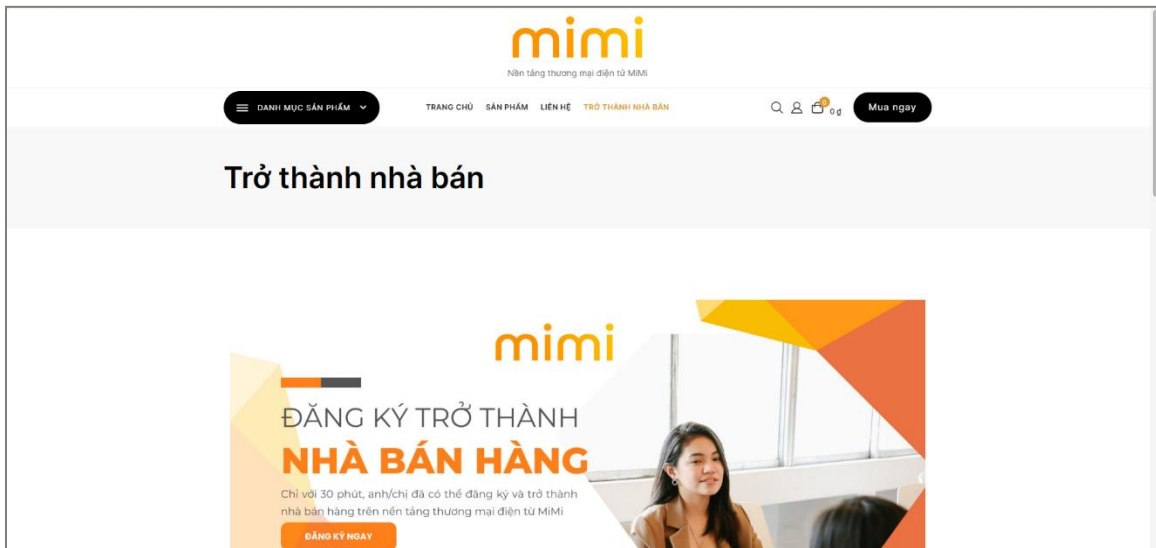 mimi
Nền tảng thương mại điện tử MiMi
DANH MỤC SẢN PHẨM
TRANG CHỦ SẢN PHẨM LIÊN HỆ TRỞ THÀNH NHÀ BÁN
0 0₫ Mua ngay
Trở thành nhà bán
mimi
ĐĂNG KÝ TRỞ THÀNH
NHÀ BÁN HÀNG
Chỉ với 30 phút, anh/chị đã có thể đăng ký và trở thành
nhà bán hàng trên nền tảng thương mại điện tử MiMi
ĐĂNG KÝ NGAY